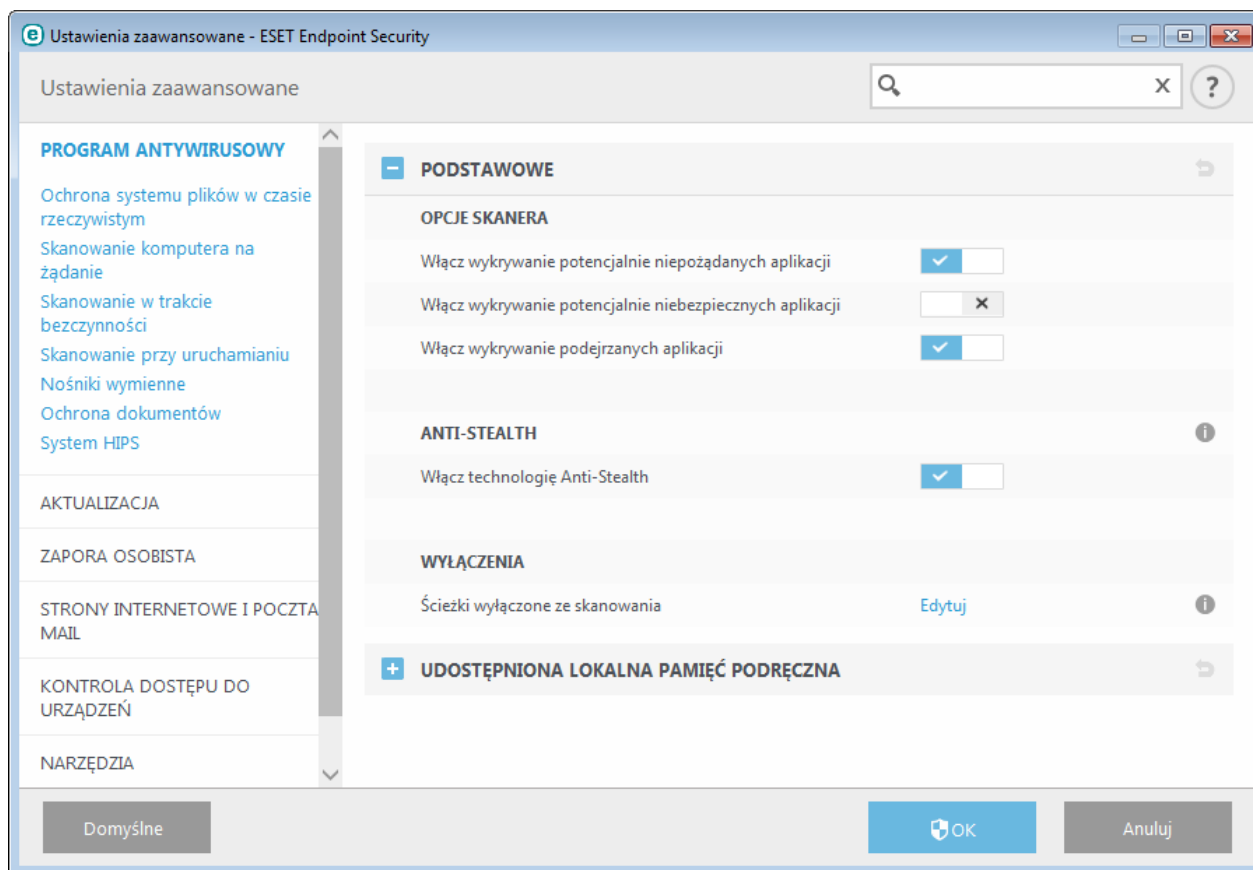 Ustawienia zaawansowane - ESET Endpoint Security
Ustawienia zaawansowane
?
PROGRAM ANTYWIRUSOWY
Ochrona systemu plików w czasie
rzeczywistym
Skanowanie komputera na
żądanie
Skanowanie w trakcie
bezczynności
Skanowanie przy uruchamianiu
Nośniki wymienne
Ochrona dokumentów
System HIPS
AKTUALIZACJA
ZAPORA OSOBISTA
STRONY INTERNETOWE I POCZTA
MAIL
KONTROLA DOSTĘPU DO
URZĄDZEŃ
NARZĘDZIA
PODSTAWOWE
OPCJE SKANERA
Włącz wykrywanie potencjalnie niepożądanych aplikacji
Włącz wykrywanie potencjalnie niebezpiecznych aplikacji
Włącz wykrywanie podejrzanych aplikacji
ANTI-STEALTH
Włącz technologię Anti-Stealth
WYŁĄCZENIA
Ścieżki wyłączone ze skanowania Edytuj
UDOSTĘPNIONA LOKALNA PAMIĘĆ PODRĘCZNA
Domyślne OK Anuluj